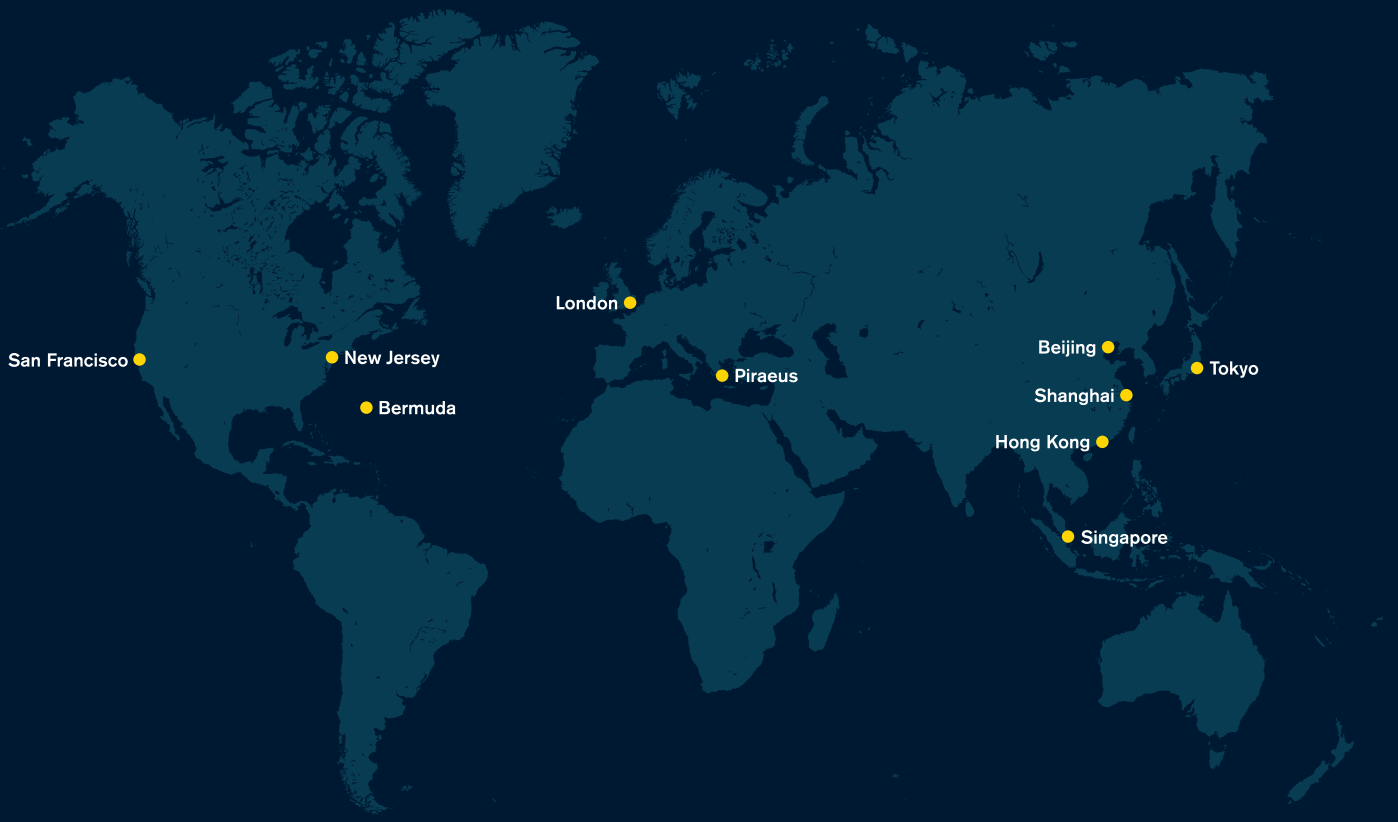 London
Beijing
San Francisco
New Jersey
Tokyo
Piraeus
Shanghai
Bermuda
Hong Kong
Singapore